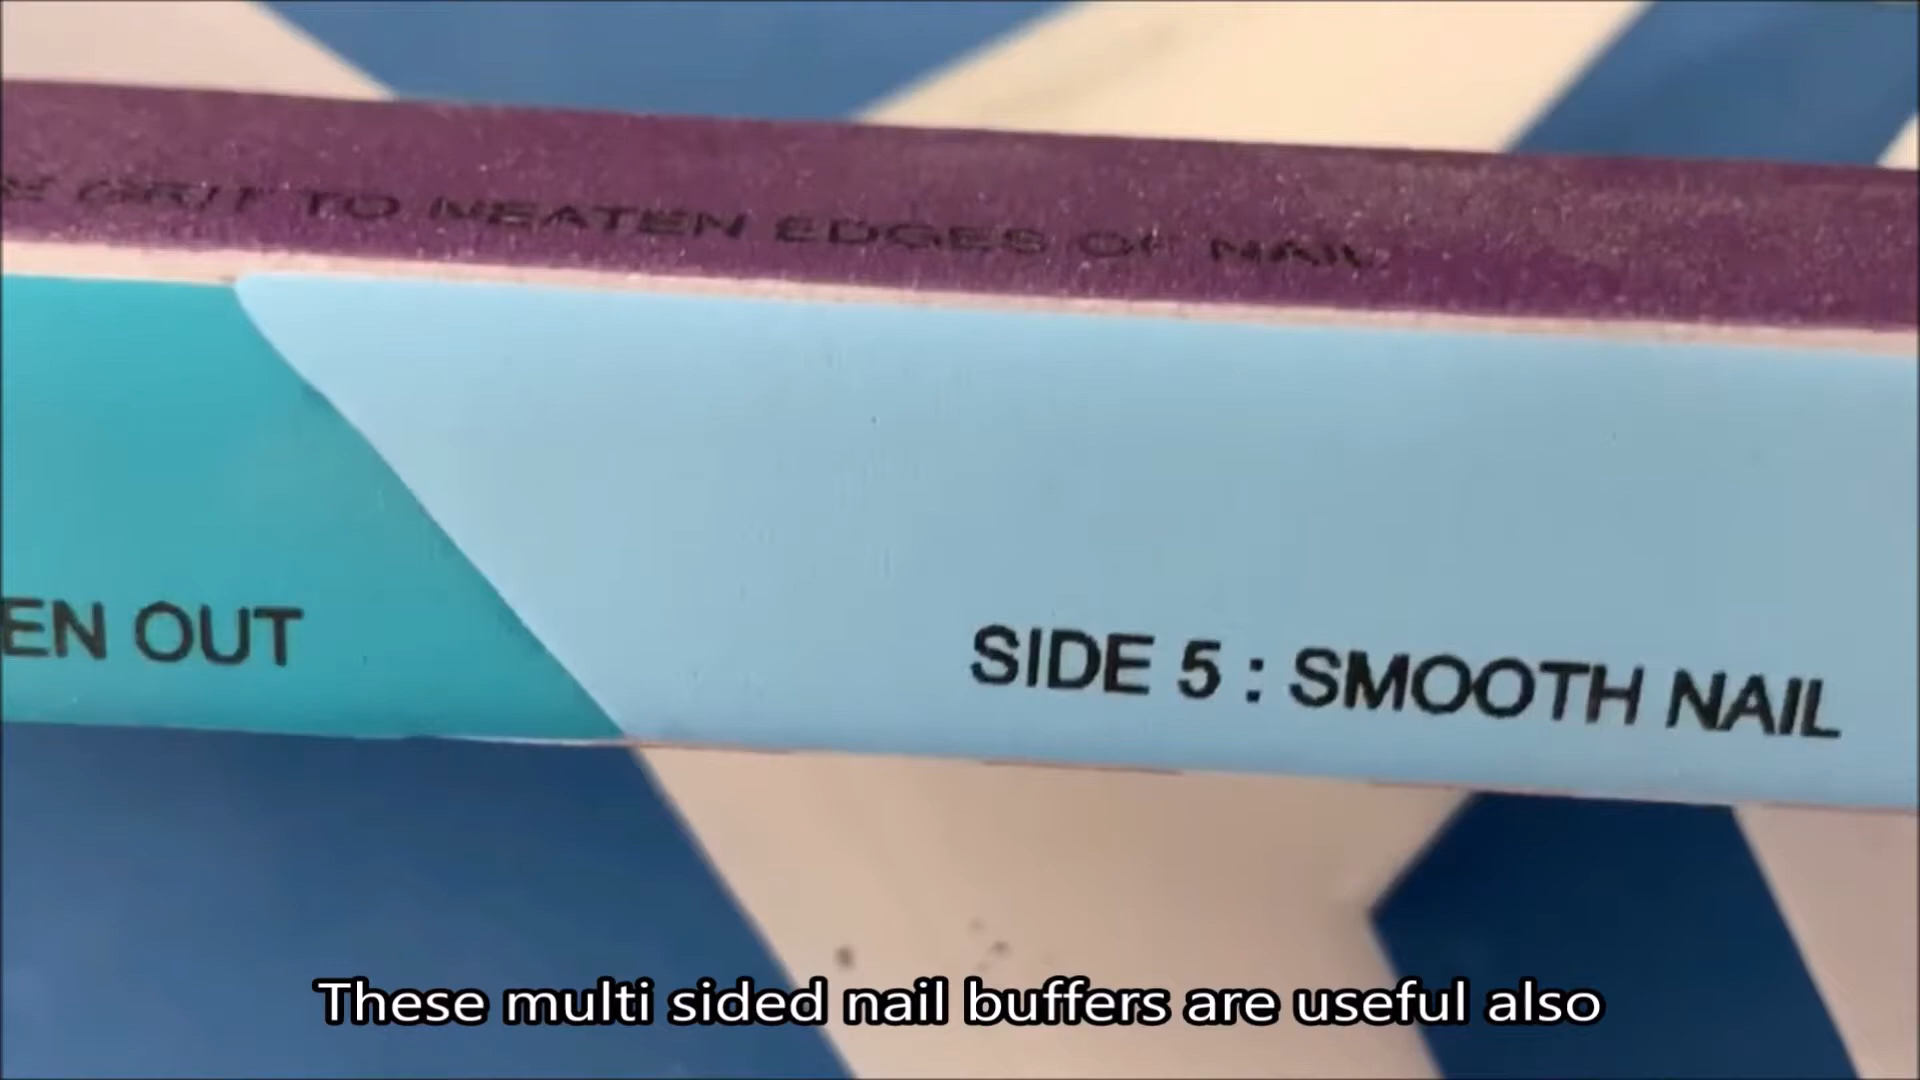 GRIT TO NEATEN EDGES OF NAIL
EN OUT
SIDE 5 : SMOOTH NAIL
These multi sided nail buffers are useful also